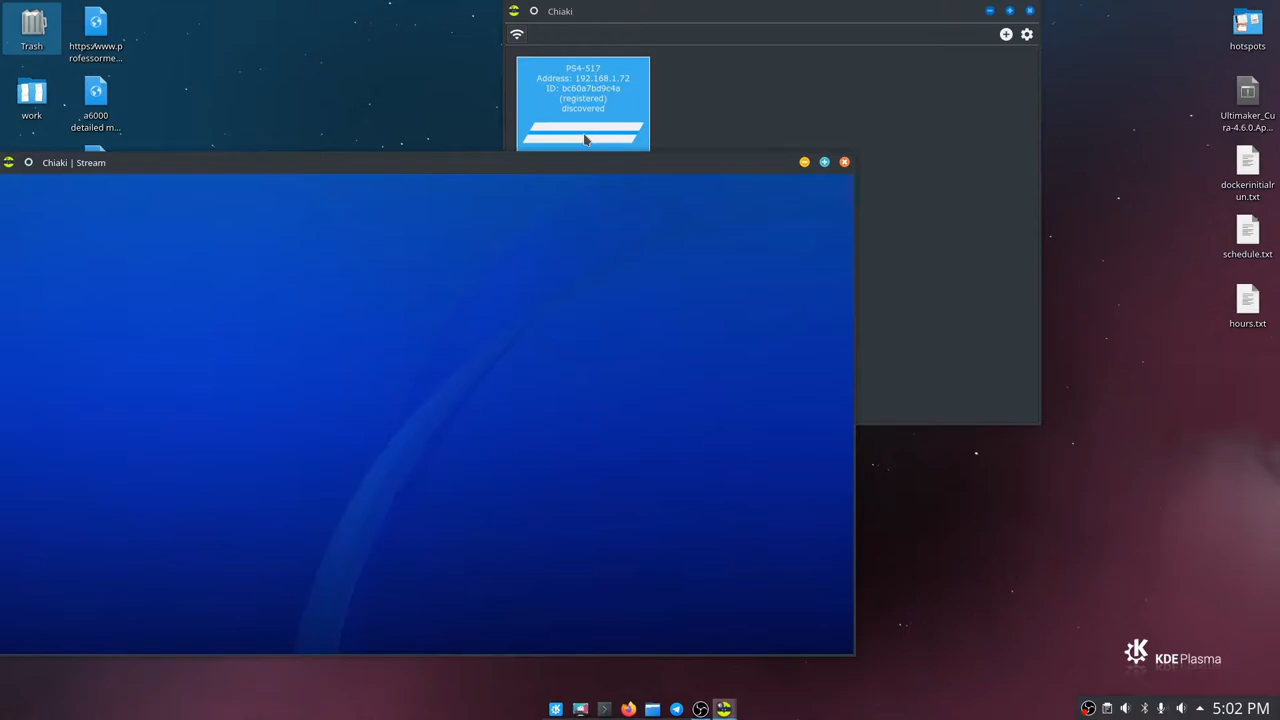 Trash
https://www.p
rofessorme...
work
a6000
detailed m...
Chiaki
PS4-517
Address: 192.168.1.72
ID: bc60a7bd9c4a
(registered)
discovered
Chiaki | Stream
hotspots
Ultimaker_Cu
ra-4.6.0.Ap...
dockerinitialr
un.txt
schedule.txt
hours.txt
KDE Plasma
5:02 PM